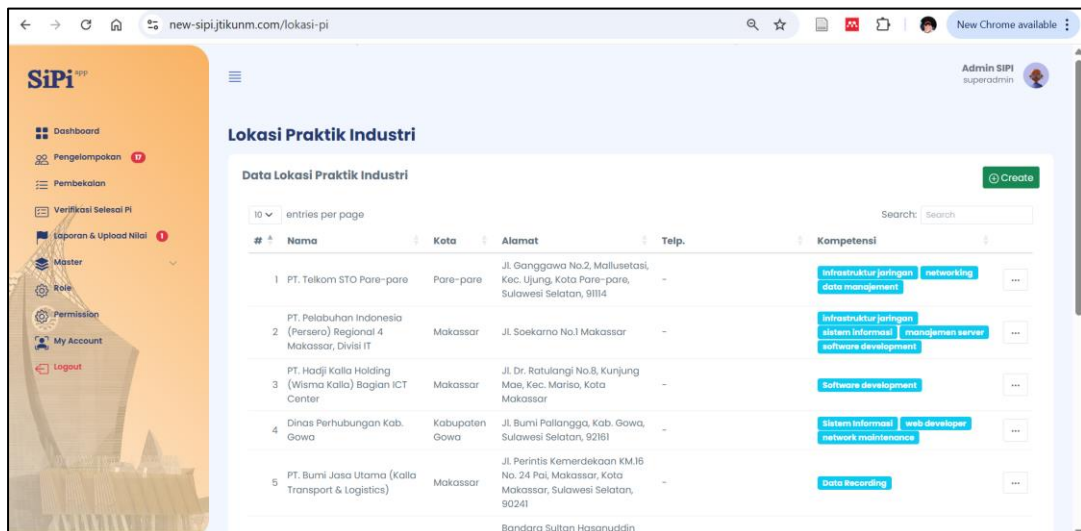 new-sipi.jtikunm.com/lokasi-pi
New Chrome available
SiPi app
Admin SIPI
superadmin
Dashboard
Pengelompokan 17
Pembekalan
Verifikasi Selesai PI
Laporan & Upload Nilai 1
Master
Role
Permission
My Account
Logout
Lokasi Praktik Industri
Data Lokasi Praktik Industri
Create
10 entries per page
Search: Search
# Nama Kota Alamat Telp. Kompetensi
1 PT. Telkom STO Pare-pare Pare-pare Jl. Ganggawa No.2, Mallusetasi,
Kec. Ujung, Kota Pare-pare,
Sulawesi Selatan, 91114
-
Infrastruktur jaringan networking
data manajement
...
2 PT. Pelabuhan Indonesia
(Persero) Regional 4
Makassar, Divisi IT
Makassar
Jl. Soekarno No.1 Makassar
-
Infrastruktur jaringan
sistem informasi manajemen server
software development
...
3 PT. Hadji Kalla Holding
(Wisma Kalla) Bagian ICT
Center
Makassar
Jl. Dr. Ratulangi No.8, Kunjung
Mae, Kec. Mariso, Kota
Makassar
-
Software development
...
4 Dinas Perhubungan Kab.
Gowa
Kabupaten
Gowa
Jl. Bumi Pallangga, Kab. Gowa,
Sulawesi Selatan, 92161
-
Sistem Informasi web developer
network maintenance
...
5 PT. Bumi Jasa Utama (Kalla
Transport & Logistics)
Makassar
Jl. Perintis Kemerdekaan KM.16
No. 24 Pai, Makassar, Kota
Makassar, Sulawesi Selatan,
90241
-
Data Recording
...
Bandara Sultan Hasanuddin